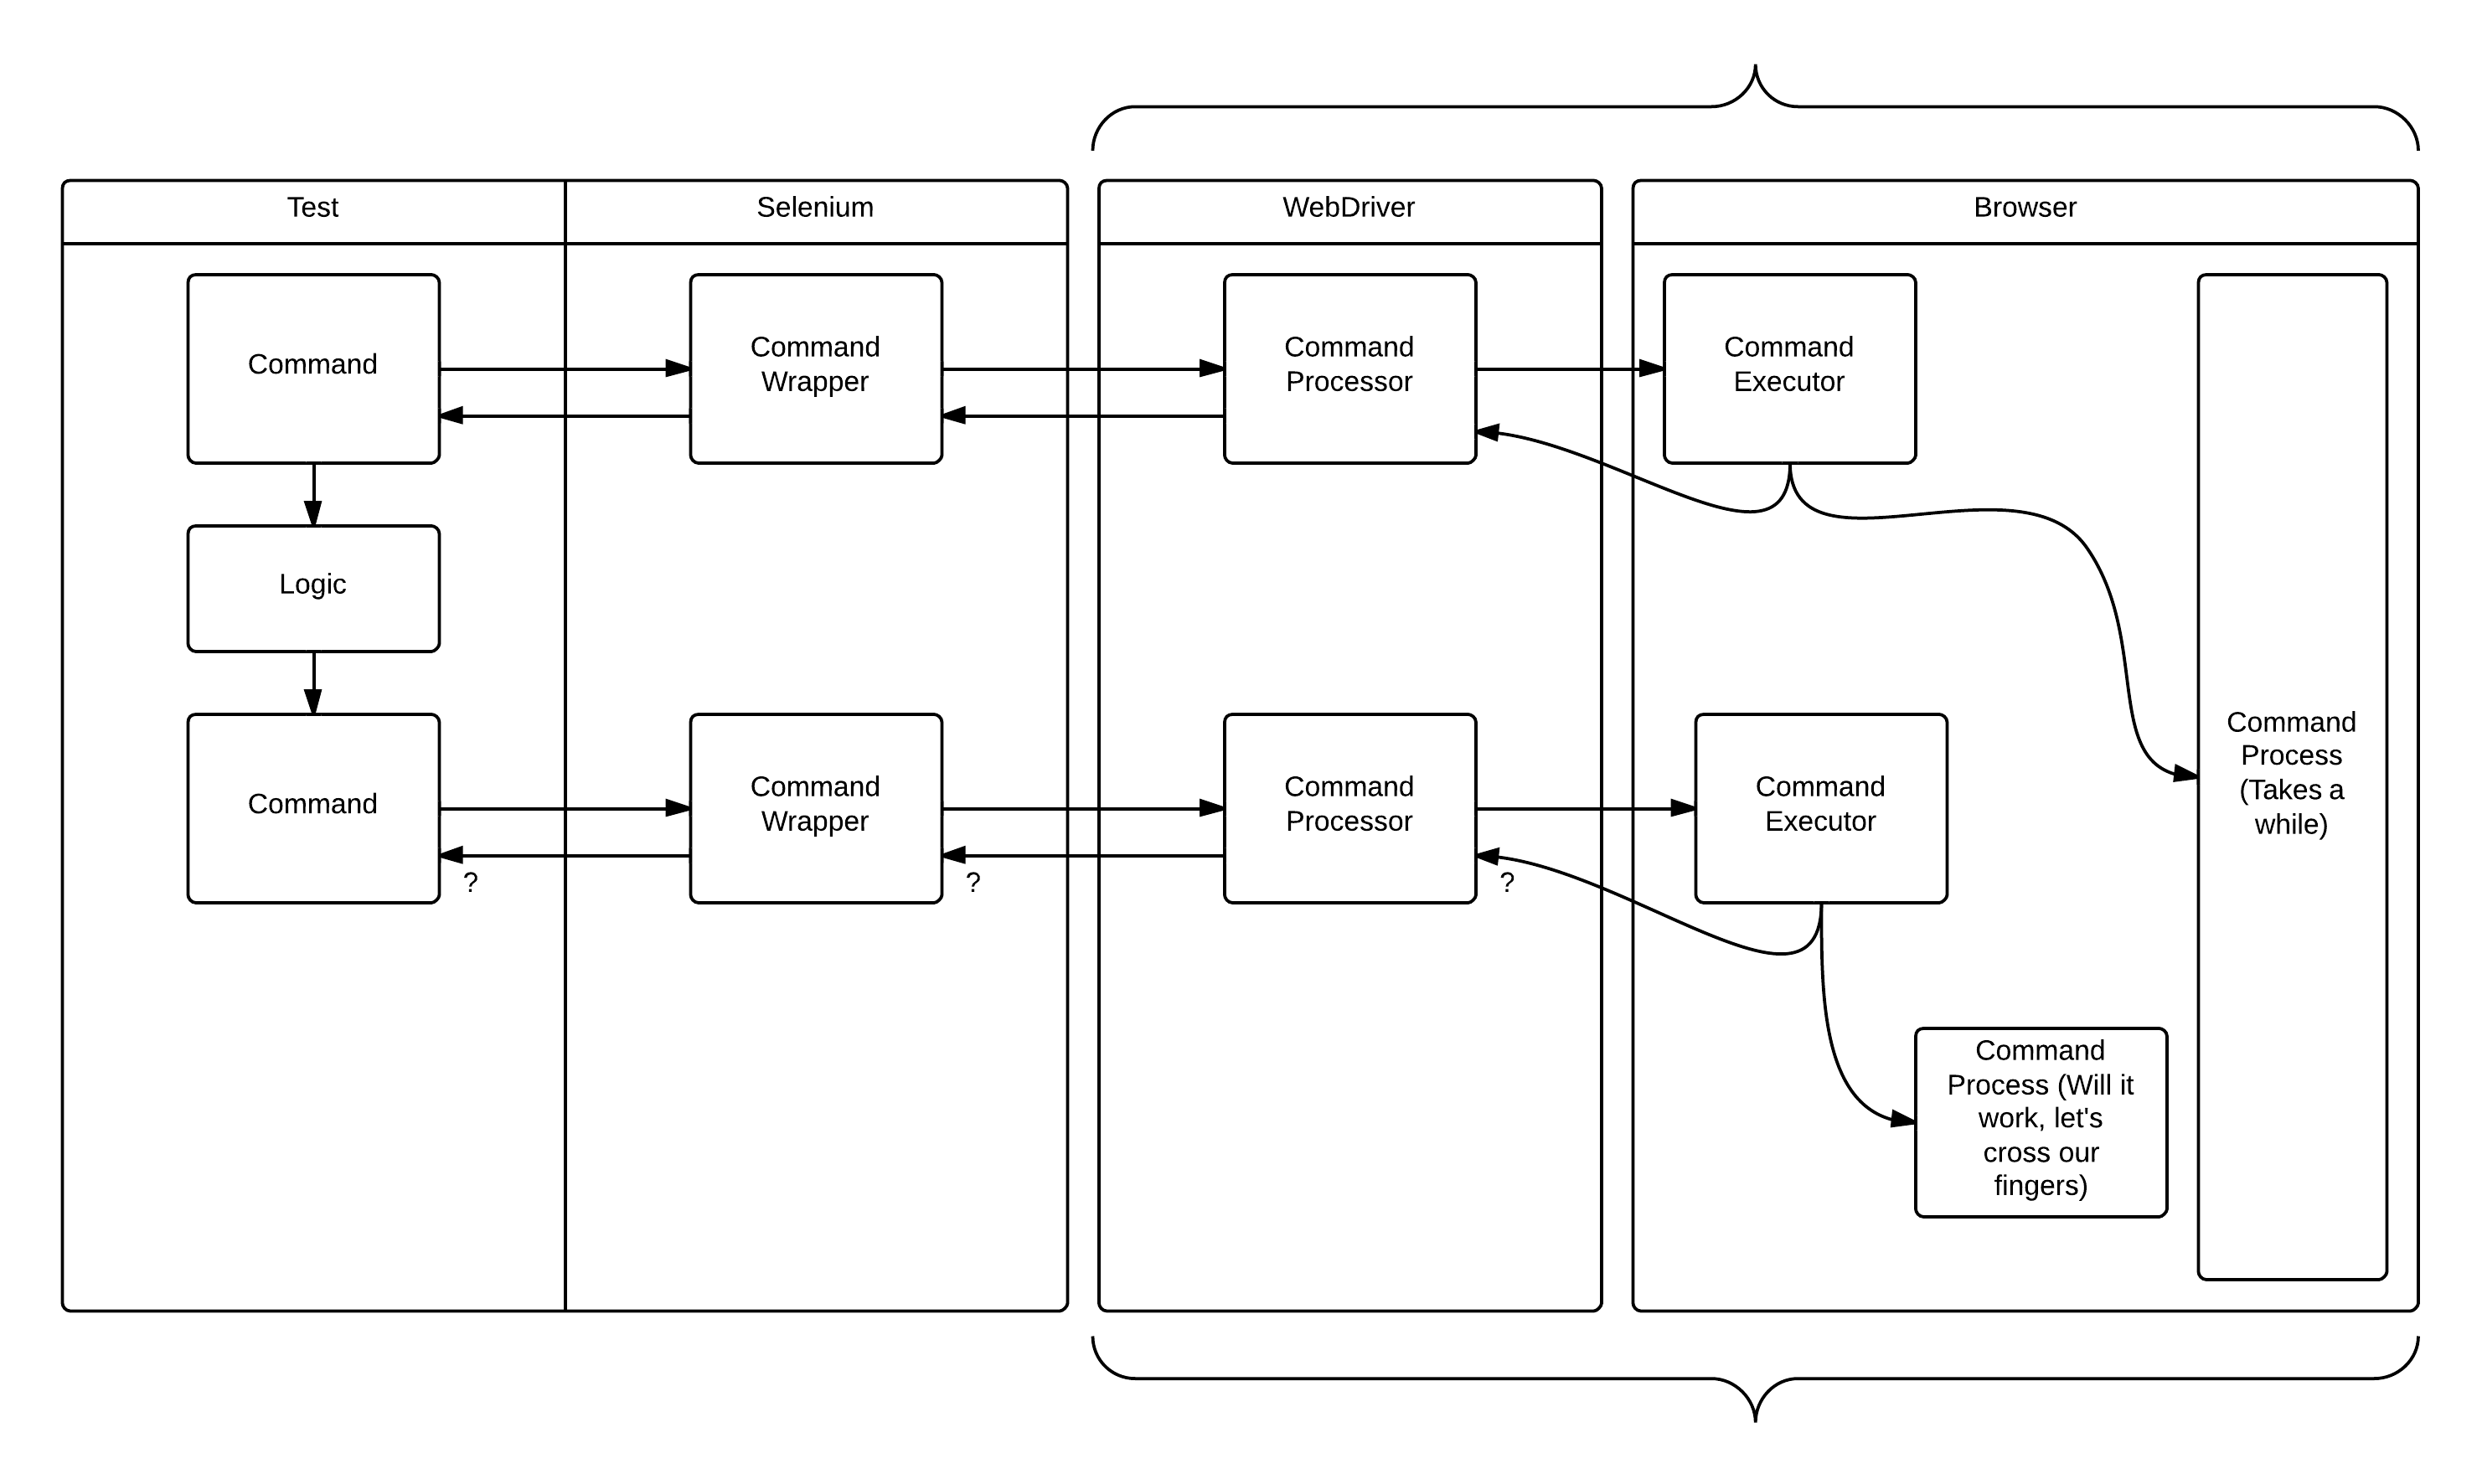 Test
Selenium
WebDriver
Browser
Command
Command
Wrapper
Command
Processor
Command
Executor
Logic
Command
Command
Wrapper
Command
Processor
Command
Executor
Command
Process
(Takes a
while)
?
?
?
Command
Process (Will it
work, let's
cross our
fingers)